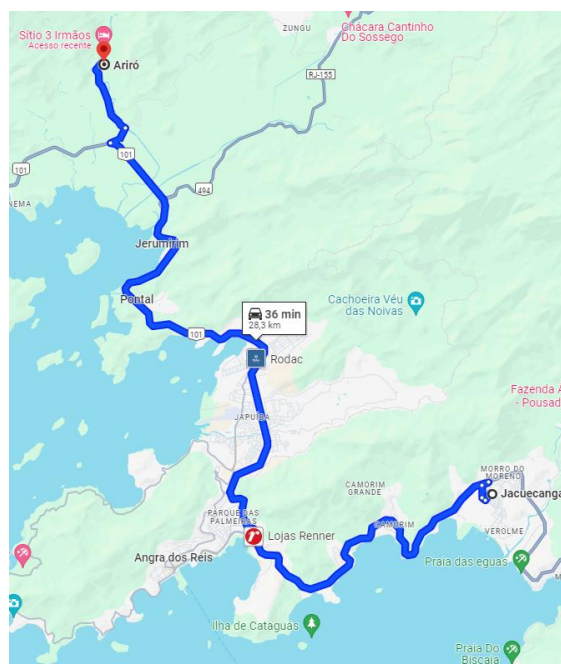 ZUNGU
Chácara Cantinho
Do Sossego
Sítio 3 Irmãos
Acesso recente
Ariró
RJ-155
101
101
494
NEMA
Jerumirim
Pontal
Cachoeira Véu
das Noivas
36 min
28,3 km
101
Rodac
Fazenda A
- Pousad
JAPUIBA
MORRO DO
MORENO
Jacuecanga
CAMORIM
GRANDE
PARQUE DAS
PALMEIRAS
Lojas Renner
CAMORIM
VEROLME
Angra dos Reis
Praia das eguas
M
Ilha de Cataguás
Praia Do
Biscaia